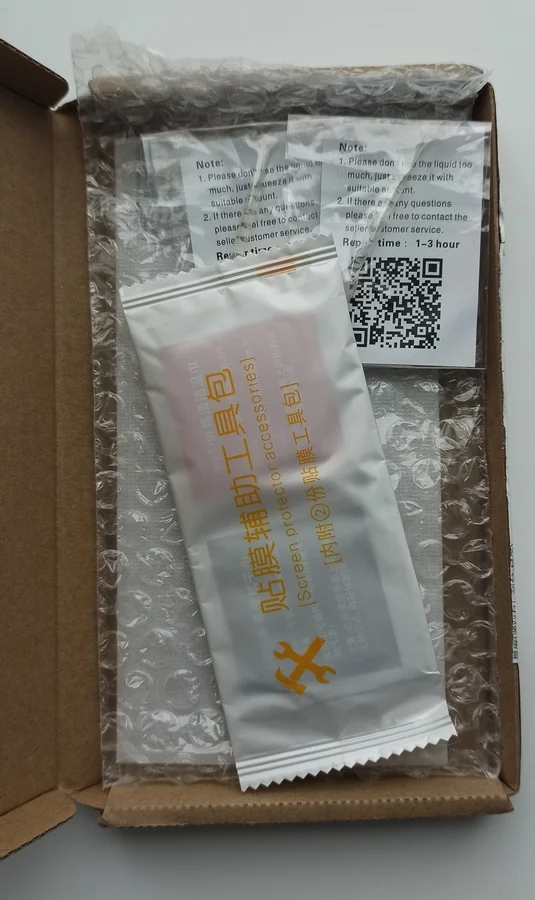 Note:
1. Please don't use the liquid too
much, just squeeze it with
suitable amount.
2. If there are any questions
please feel free to contact
seller customer service.
Note:
1. Please don't use the liquid too
much, just squeeze it with
suitable amount.
2. If there are any questions
please feel free to contact the
seller customer service.
time : 1-3 hour
贴膜辅助工具包
[Screen protector accessories]
[内附②份贴膜工具包]